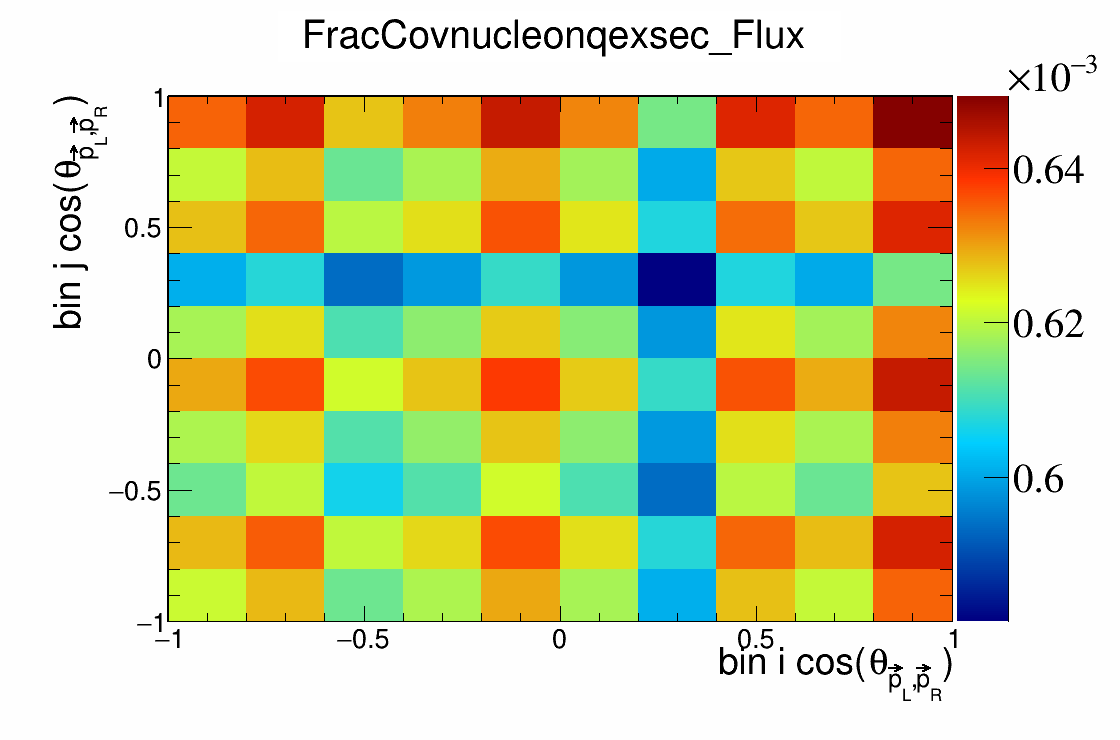 FracCovnucleonqexsec_Flux
×10⁻³
bin j cos(θ_{p⃗_L,p⃗_R})
1
0.5
0
−0.5
−1
0.64
0.62
0.6
−1 −0.5 0 0.5 1
bin i cos(θ_{p⃗_L,p⃗_R})